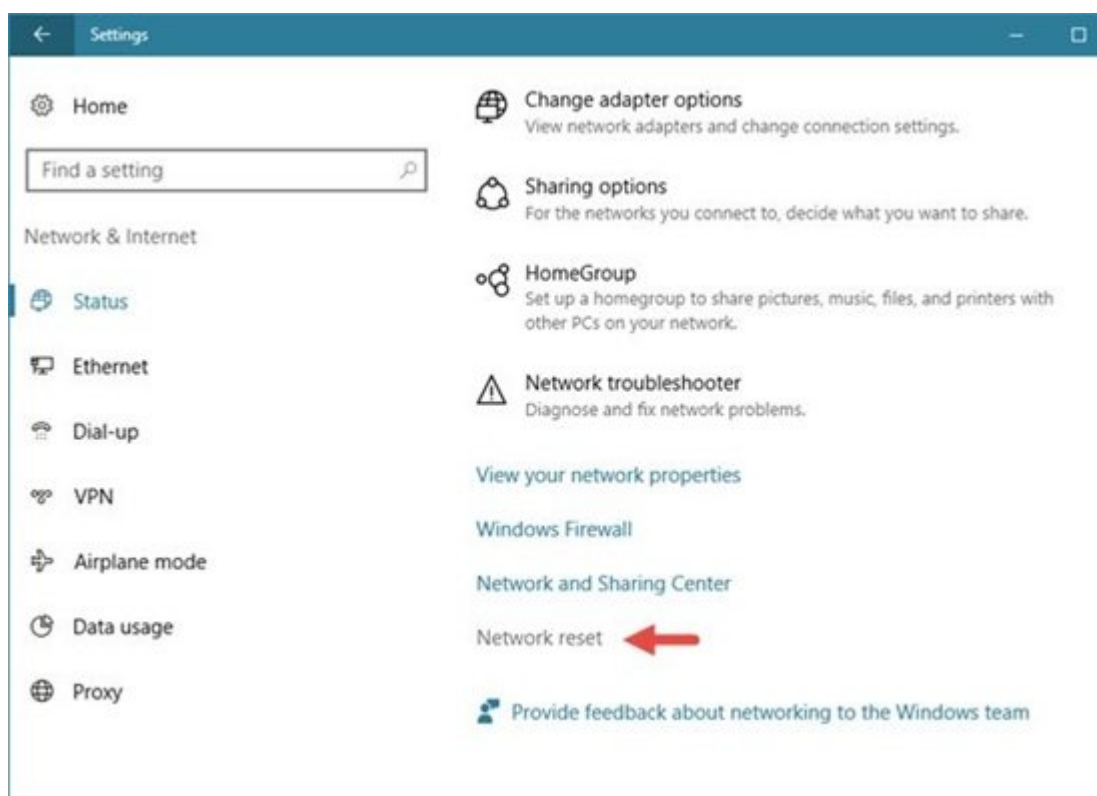 Settings
Home
Find a setting
Network & Internet
Status
Ethernet
Dial-up
VPN
Airplane mode
Data usage
Proxy
Change adapter options
View network adapters and change connection settings.
Sharing options
For the networks you connect to, decide what you want to share.
HomeGroup
Set up a homegroup to share pictures, music, files, and printers with
other PCs on your network.
Network troubleshooter
Diagnose and fix network problems.
View your network properties
Windows Firewall
Network and Sharing Center
Network reset
Provide feedback about networking to the Windows team